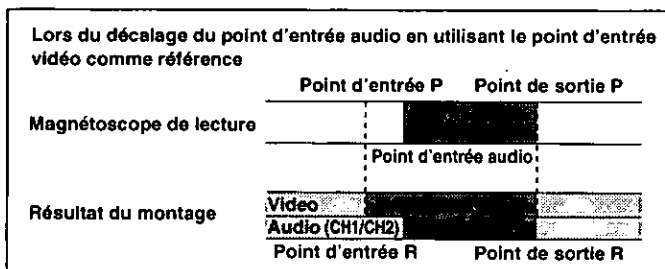 Lors du décalage du point d'entrée audio en utilisant le point d'entrée
vidéo comme référence
Point d'entrée P Point de sortie P
Magnétoscope de lecture
Point d'entrée audio
Résultat du montage
Video
Audio (CH1/CH2)
Point d'entrée R Point de sortie R